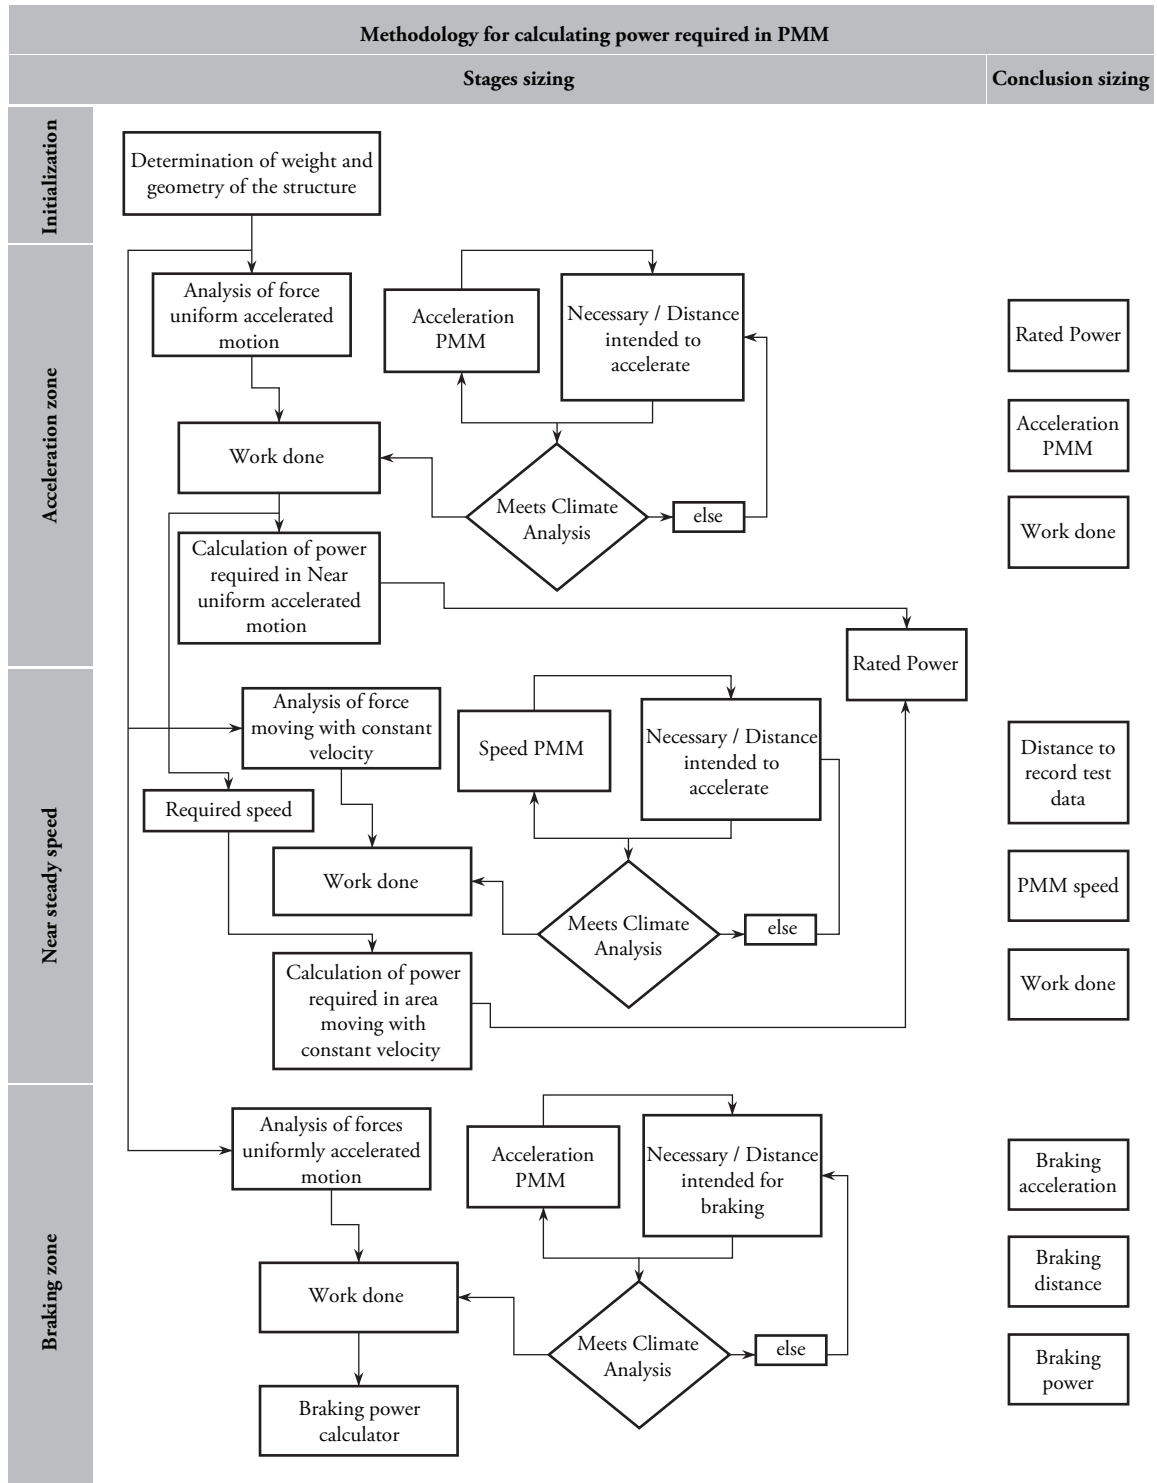 Methodology for calculating power required in PMM
Stages sizing
Conclusion sizing
Initialization
Determination of weight and
geometry of the structure
Acceleration zone
Analysis of force
uniform accelerated
motion
Acceleration
PMM
Necessary / Distance
intended to
accelerate
Work done
Meets Climate
Analysis
else
Calculation of power
required in Near
uniform accelerated
motion
Rated Power
Acceleration
PMM
Work done
Rated Power
Near steady speed
Analysis of force
moving with constant
velocity
Speed PMM
Necessary / Distance
intended to
accelerate
Required speed
Work done
Meets Climate
Analysis
else
Calculation of power
required in area
moving with
constant velocity
Distance to
record test
data
PMM speed
Work done
Braking zone
Analysis of forces
uniformly accelerated
motion
Acceleration
PMM
Necessary / Distance
intended for
braking
Work done
Meets Climate
Analysis
else
Braking power
calculator
Braking
acceleration
Braking
distance
Braking
power